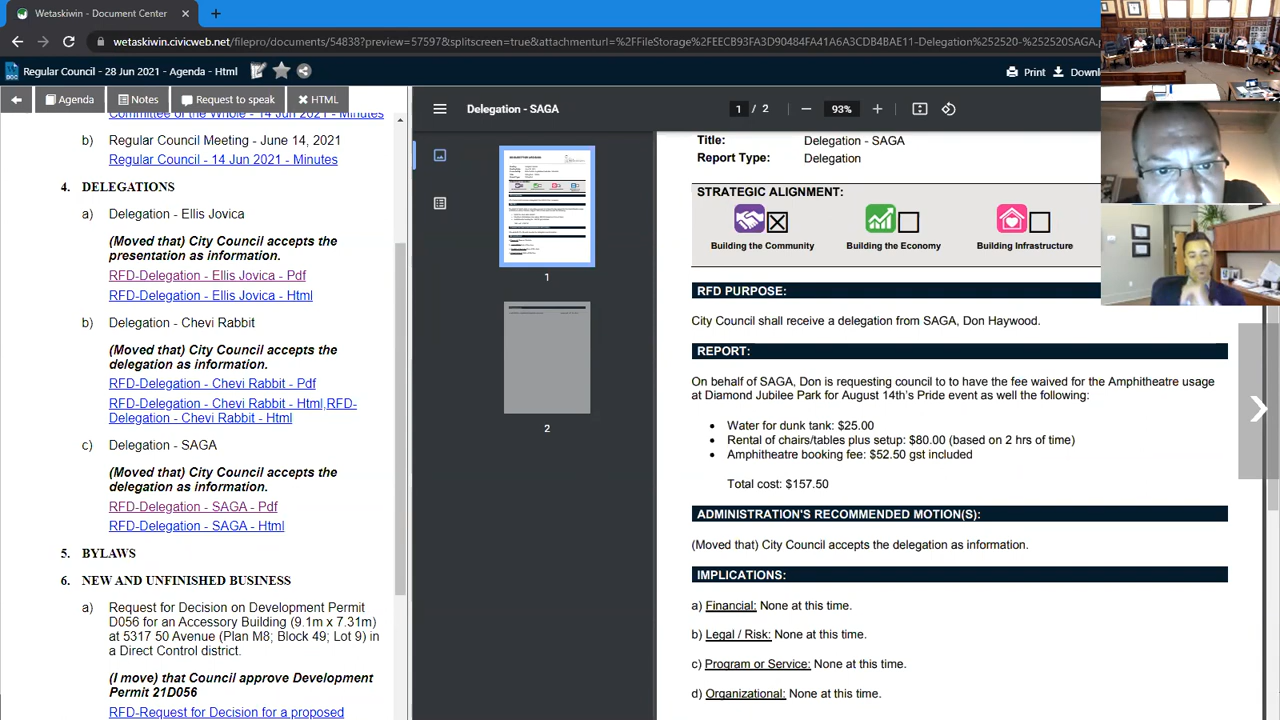 Wetaskiwin - Document Center
wetaskiwin.civicweb.net/filepro/documents/54838?preview=57597&splitscreen=true&attachmenturl=%2FFileStorage%2FEECB93FA3D90484FA41A6A3CDB4BAE11-Delegation%252520-%252520SAGA.p
Regular Council - 28 Jun 2021 - Agenda - Html
Print
Downl
Agenda
Notes
Request to speak
HTML
Committee of the Whole - 14 Jun 2021 - Minutes
b) Regular Council Meeting - June 14, 2021
Regular Council - 14 Jun 2021 - Minutes
4. DELEGATIONS
a) Delegation - Ellis Jovica
(Moved that) City Council accepts the
presentation as information.
RFD-Delegation - Ellis Jovica - Pdf
RFD-Delegation - Ellis Jovica - Html
b) Delegation - Chevi Rabbit
(Moved that) City Council accepts the
delegation as information.
RFD-Delegation - Chevi Rabbit - Pdf
RFD-Delegation - Chevi Rabbit - Html,RFD-
Delegation - Chevi Rabbit - Html
c) Delegation - SAGA
(Moved that) City Council accepts the
delegation as information.
RFD-Delegation - SAGA - Pdf
RFD-Delegation - SAGA - Html
5. BYLAWS
6. NEW AND UNFINISHED BUSINESS
a) Request for Decision on Development Permit
D056 for an Accessory Building (9.1m x 7.31m)
at 5317 50 Avenue (Plan M8; Block 49; Lot 9) in
a Direct Control district.
(I move) that Council approve Development
Permit 21D056
RFD-Request for Decision for a proposed
Delegation - SAGA
1 / 2
93%
1
2
Title: Delegation - SAGA
Report Type: Delegation
STRATEGIC ALIGNMENT:
Building the Community
Building the Economy
Building Infrastructure
RFD PURPOSE:
City Council shall receive a delegation from SAGA, Don Haywood.
REPORT:
On behalf of SAGA, Don is requesting council to to have the fee waived for the Amphitheatre usage
at Diamond Jubilee Park for August 14th's Pride event as well the following:
• Water for dunk tank: $25.00
• Rental of chairs/tables plus setup: $80.00 (based on 2 hrs of time)
• Amphitheatre booking fee: $52.50 gst included
Total cost: $157.50
ADMINISTRATION'S RECOMMENDED MOTION(S):
(Moved that) City Council accepts the delegation as information.
IMPLICATIONS:
a) Financial: None at this time.
b) Legal / Risk: None at this time.
c) Program or Service: None at this time.
d) Organizational: None at this time.